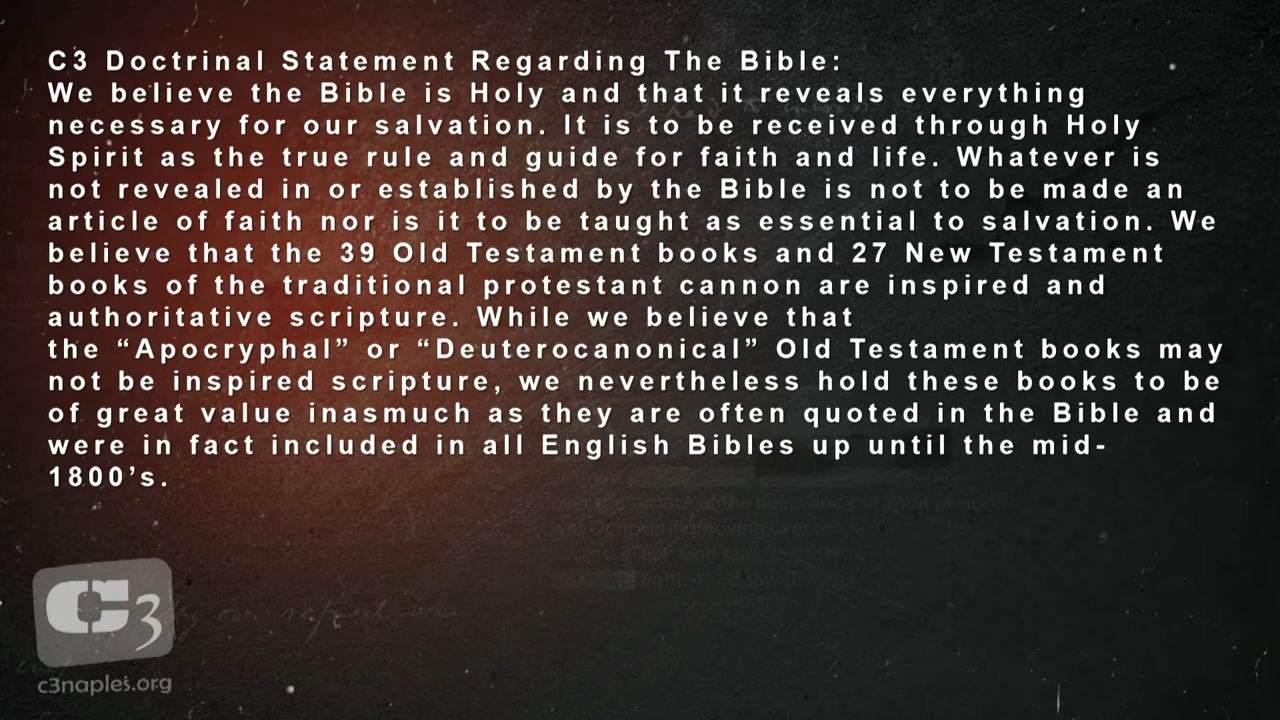 C3 Doctrinal Statement Regarding The Bible:
We believe the Bible is Holy and that it reveals everything
necessary for our salvation. It is to be received through Holy
Spirit as the true rule and guide for faith and life. Whatever is
not revealed in or established by the Bible is not to be made an
article of faith nor is it to be taught as essential to salvation. We
believe that the 39 Old Testament books and 27 New Testament
books of the traditional protestant cannon are inspired and
authoritative scripture. While we believe that
the “Apocryphal” or “Deuterocanonical” Old Testament books may
not be inspired scripture, we nevertheless hold these books to be
of great value inasmuch as they are often quoted in the Bible and
were in fact included in all English Bibles up until the mid-
1800’s.
C3
c3naples.org